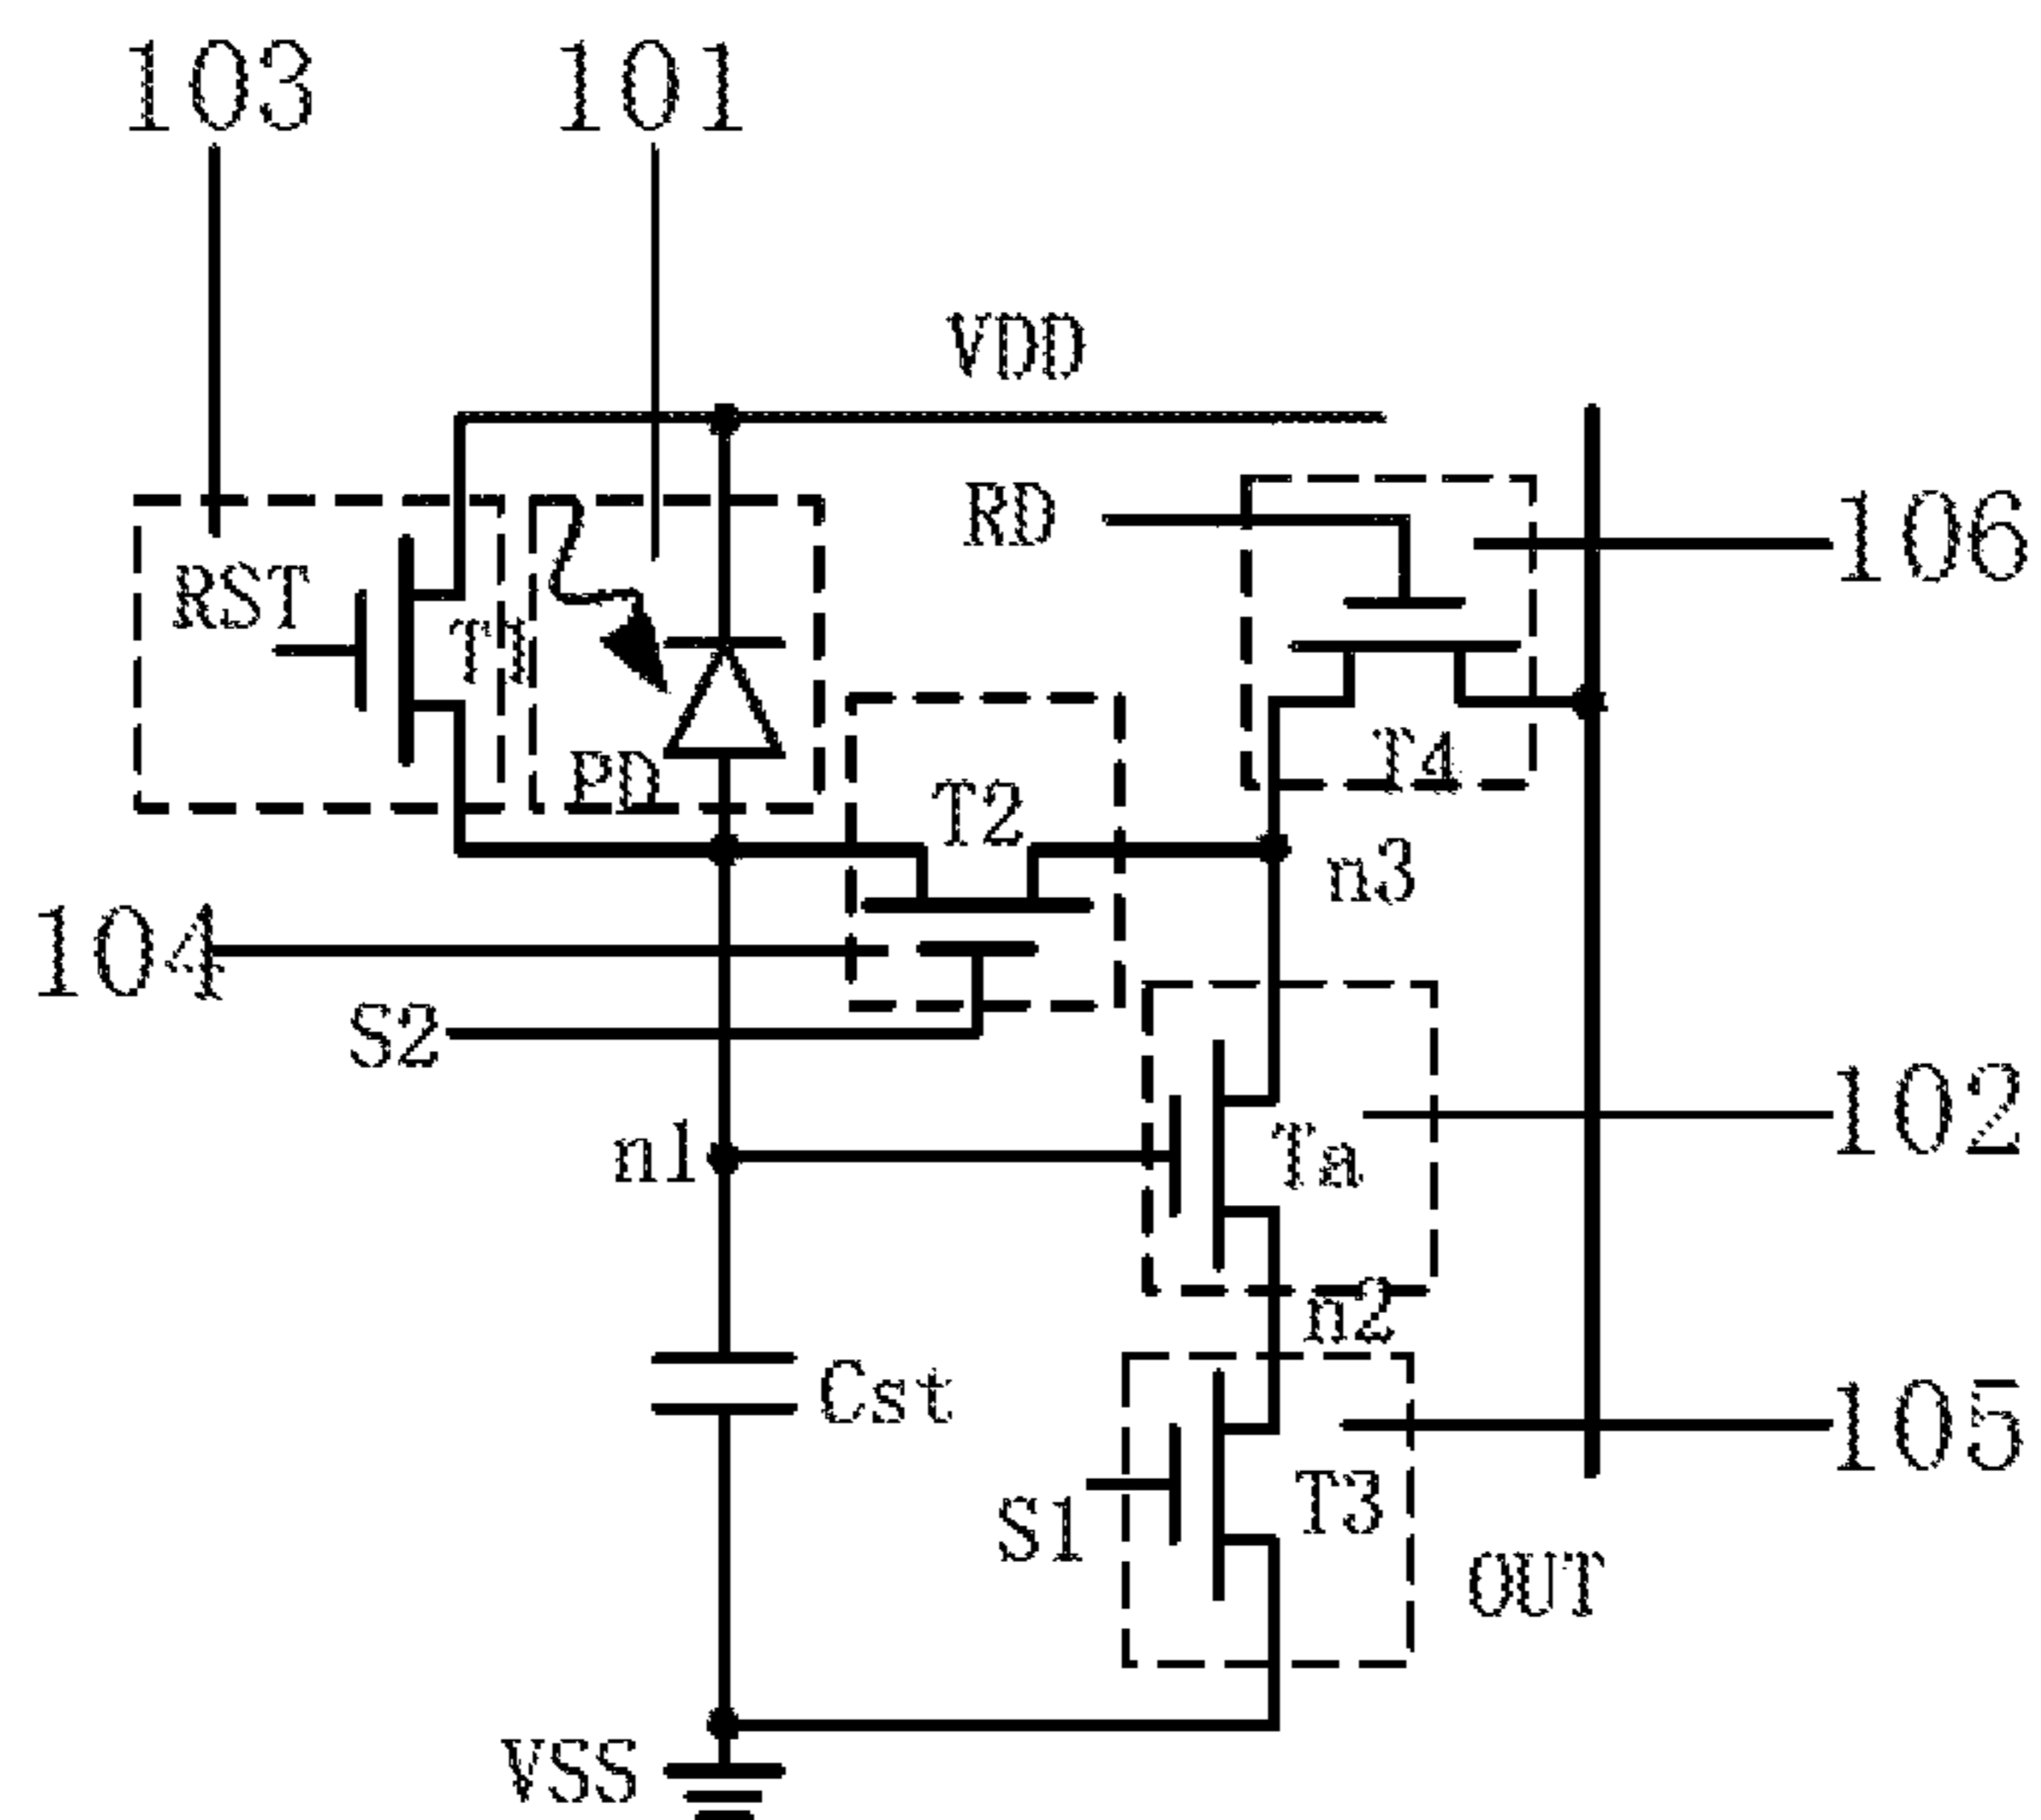 103 101
VDD
RD
106
RST
T1
PD
T4
T2
n3
104
S2
102
n1
Ta
n2
Cst
105
T3
S1
OUT
VSS